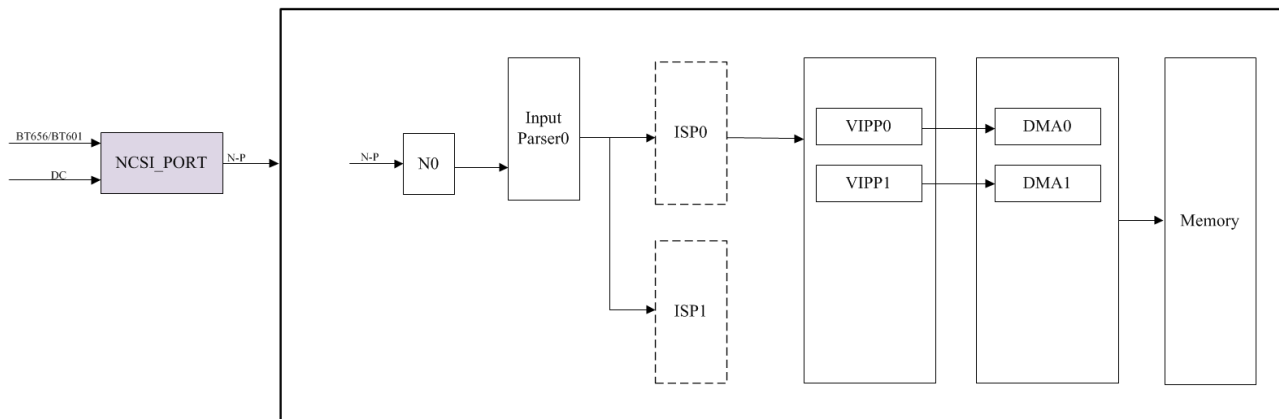 BT656/BT601
DC
NCSI_PORT
N-P
N-P
N0
Input
Parser0
ISP0
ISP1
VIPP0
VIPP1
DMA0
DMA1
Memory